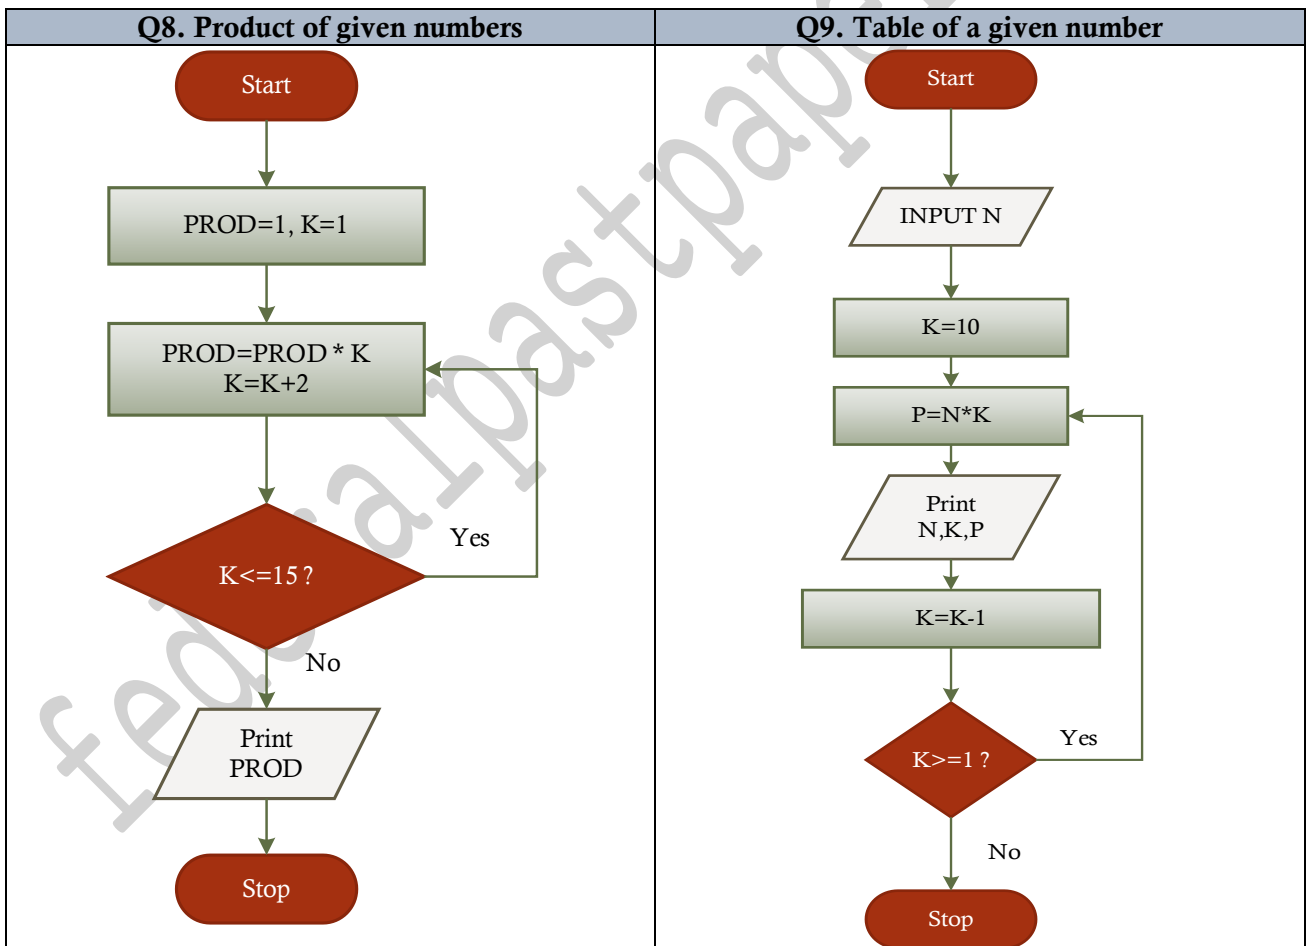 Q8. Product of given numbers
Start
PROD=1, K=1
PROD=PROD * K
K=K+2
K<=15 ?
Yes
No
Print
PROD
Stop
Q9. Table of a given number
Start
INPUT N
K=10
P=N*K
Print
N,K,P
K=K-1
K>=1 ?
Yes
No
Stop